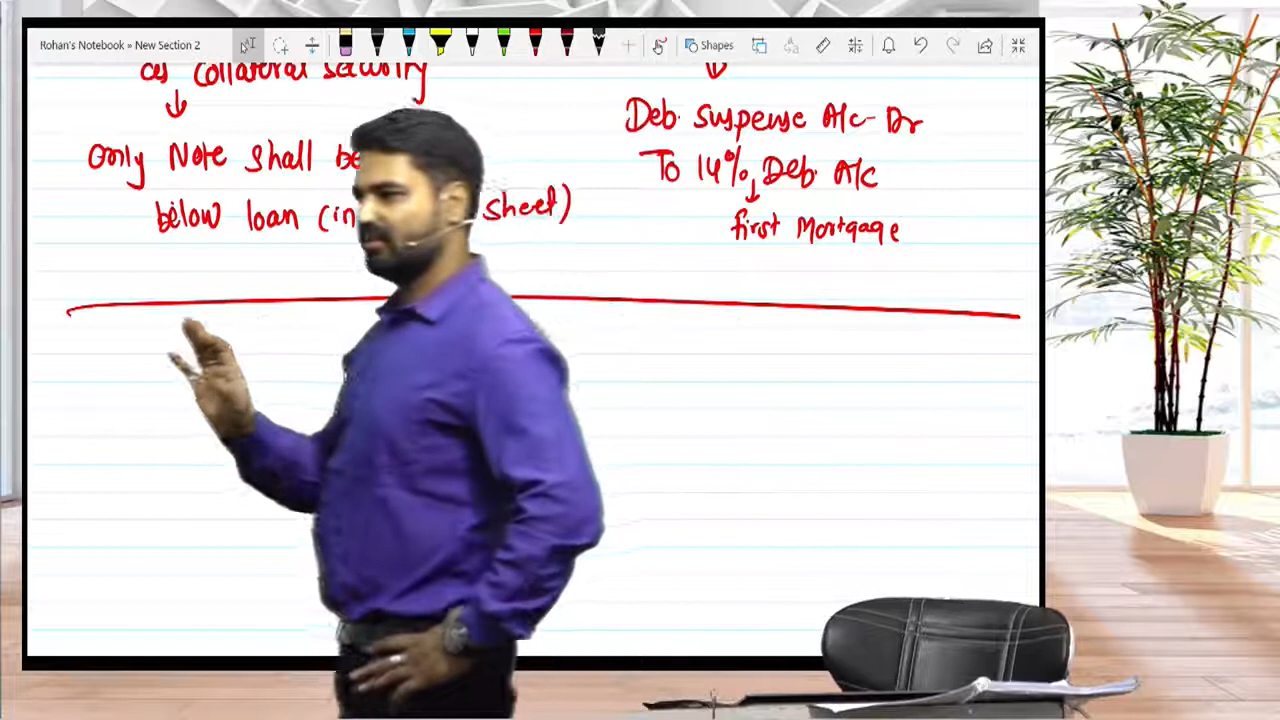 Rohan's Notebook » New Section 2
Shapes
as Collateral security
Only Note shall be
below loan (in sheet)
Deb. Suspense A/c - Dr
To 14% Deb. A/c
first Mortgage